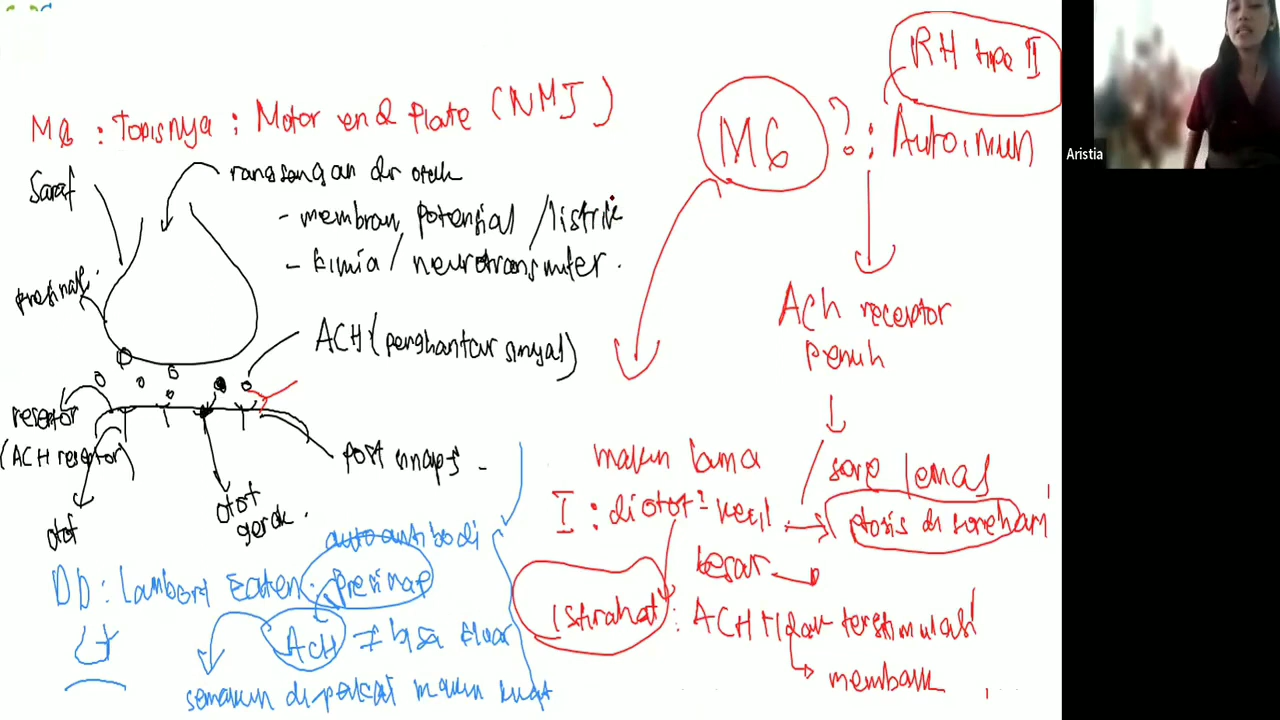 MG : Topisnya : Motor end Plate (NMJ)
Saraf
rangsangan dr otak
- membran potensial / listrik
- kimia / neurotransmiter.
presinaps
ACH (penghantar sinyal)
reseptor
(ACH reseptor)
otot
otot
gerak.
post sinaps
autoantibodi
DD : Lambert Eaten : presinap
ACH ≠ bisa keluar
semakin dipercat makin kuat
RH tipe II
MG ? : Autoimun
Ach receptor
penuh
sore lemas
ptosis di sorehari
makin lama
I : di otot² kecil
besar
Istirahat : ACH tidak terstimulasi
membaik
Aristia